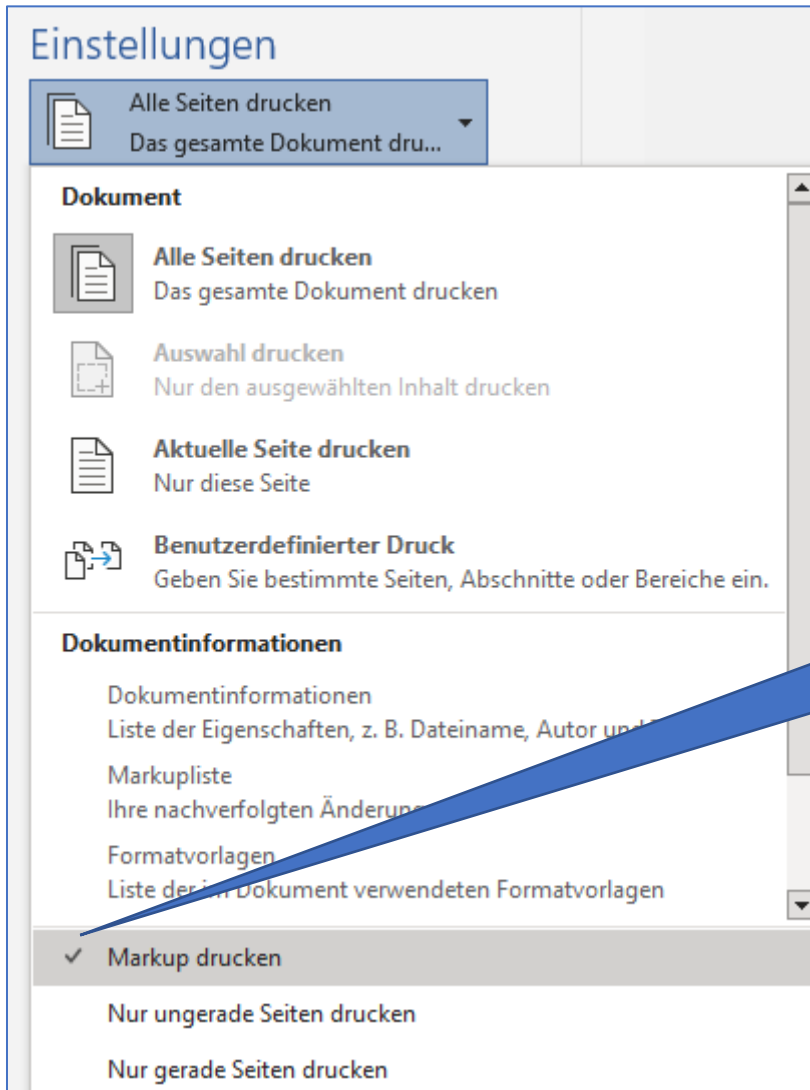 Einstellungen
Alle Seiten drucken
Das gesamte Dokument dru...
Dokument
Alle Seiten drucken
Das gesamte Dokument drucken
Auswahl drucken
Nur den ausgewählten Inhalt drucken
Aktuelle Seite drucken
Nur diese Seite
Benutzerdefinierter Druck
Geben Sie bestimmte Seiten, Abschnitte oder Bereiche ein.
Dokumentinformationen
Dokumentinformationen
Liste der Eigenschaften, z. B. Dateiname, Autor und
Markupliste
Ihre nachverfolgten
Formatvorlagen
Liste der im Dokument verwendeten Formatvorlagen
Markup drucken
Nur ungerade Seiten drucken
Nur gerade Seiten drucken